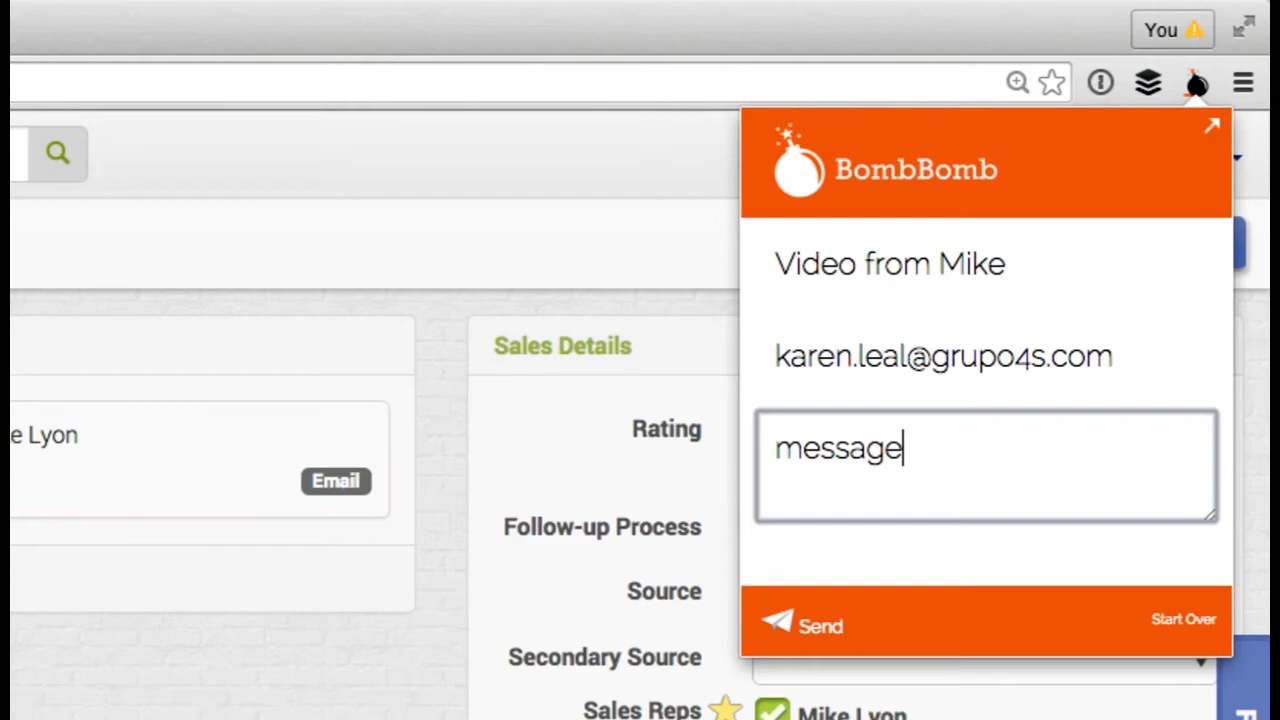 You
BombBomb
Video from Mike
karen.leal@grupo4s.com
message
Send
Start Over
Sales Details
e Lyon
Email
Rating
Follow-up Process
Source
Secondary Source
Sales Reps
Mike Lyon